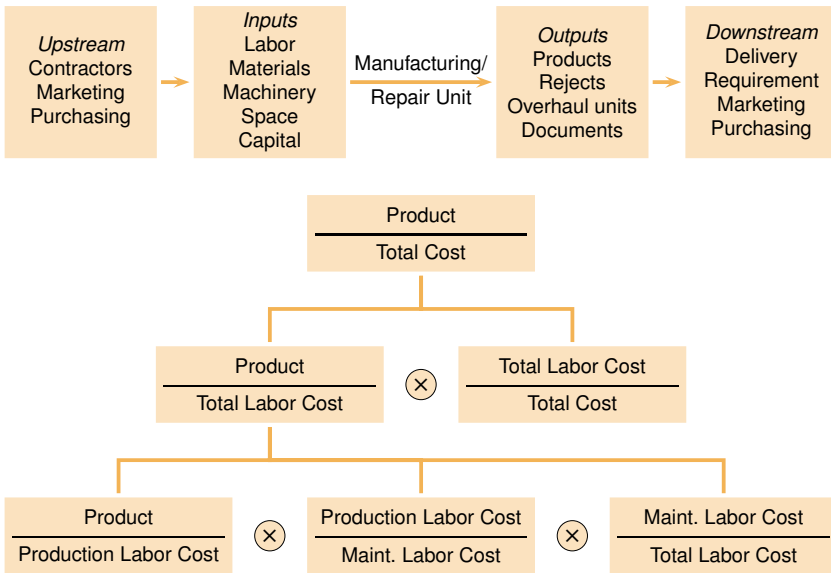 Upstream
Contractors
Marketing
Purchasing
Inputs
Labor
Materials
Machinery
Space
Capital
Manufacturing/
Repair Unit
Outputs
Products
Rejects
Overhaul units
Documents
Downstream
Delivery
Requirement
Marketing
Purchasing
Product
Total Cost
Product
Total Labor Cost
×
Total Labor Cost
Total Cost
Product
Production Labor Cost
×
Production Labor Cost
Maint. Labor Cost
×
Maint. Labor Cost
Total Labor Cost